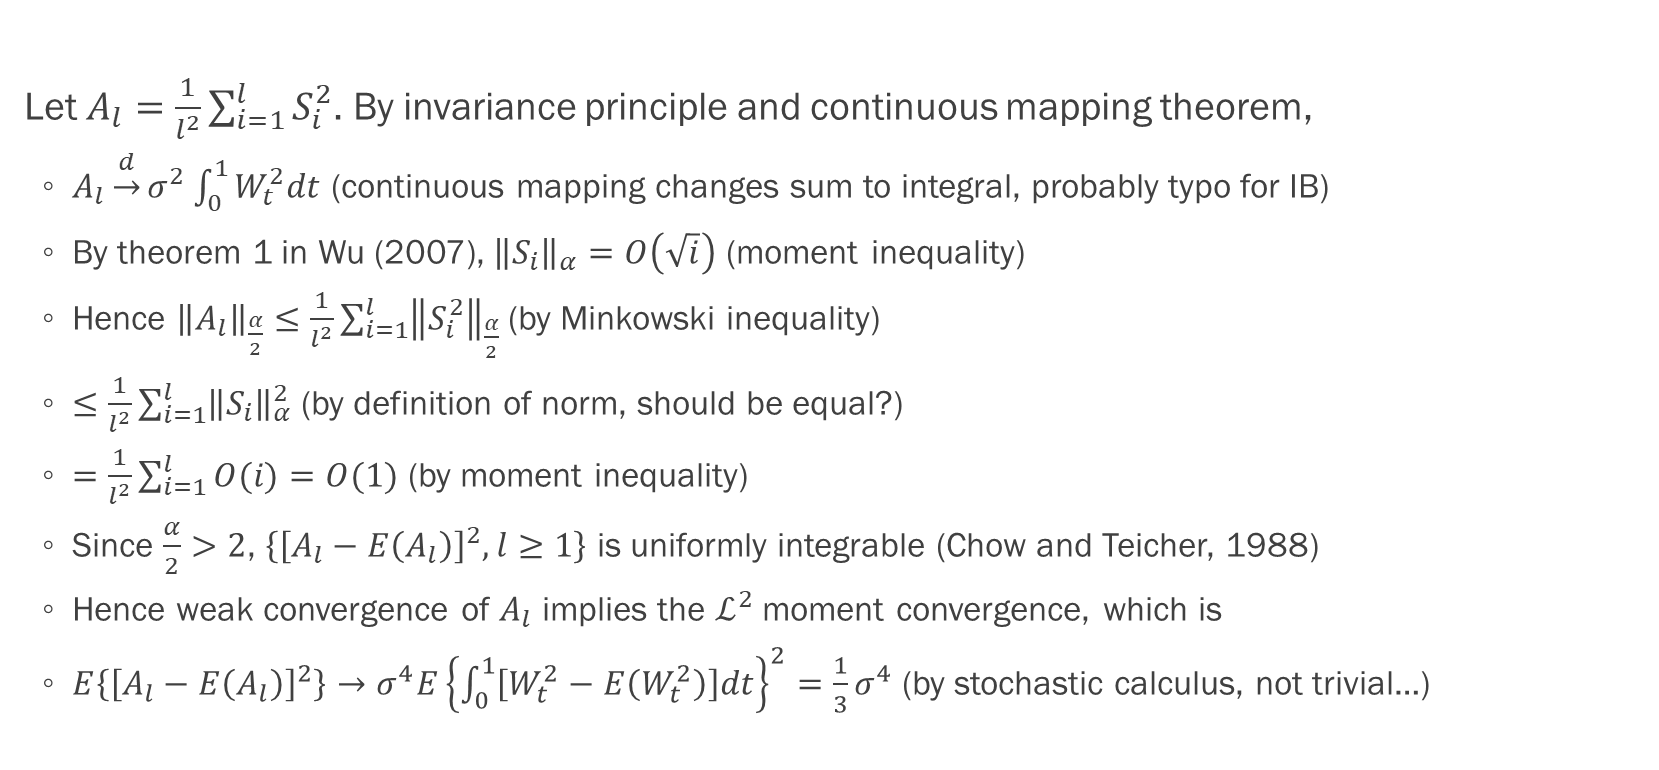 Let $A_l = \frac{1}{l^2} \sum_{i=1}^{l} S_i^2$. By invariance principle and continuous mapping theorem,
◦ $A_l \xrightarrow{d} \sigma^2 \int_0^1 W_t^2 dt$ (continuous mapping changes sum to integral, probably typo for IB)
◦ By theorem 1 in Wu (2007), $\|S_i\|_\alpha = O(\sqrt{i})$ (moment inequality)
◦ Hence $\|A_l\|_{\frac{\alpha}{2}} \leq \frac{1}{l^2} \sum_{i=1}^{l} \|S_i^2\|_{\frac{\alpha}{2}}$ (by Minkowski inequality)
◦ $\leq \frac{1}{l^2} \sum_{i=1}^{l} \|S_i\|_\alpha^2$ (by definition of norm, should be equal?)
◦ $= \frac{1}{l^2} \sum_{i=1}^{l} O(i) = O(1)$ (by moment inequality)
◦ Since $\frac{\alpha}{2} > 2$, $\{[A_l - E(A_l)]^2, l \geq 1\}$ is uniformly integrable (Chow and Teicher, 1988)
◦ Hence weak convergence of $A_l$ implies the $\mathcal{L}^2$ moment convergence, which is
◦ $E\{[A_l - E(A_l)]^2\} \rightarrow \sigma^4 E\left\{\int_0^1 [W_t^2 - E(W_t^2)] dt\right\}^2 = \frac{1}{3} \sigma^4$ (by stochastic calculus, not trivial...)